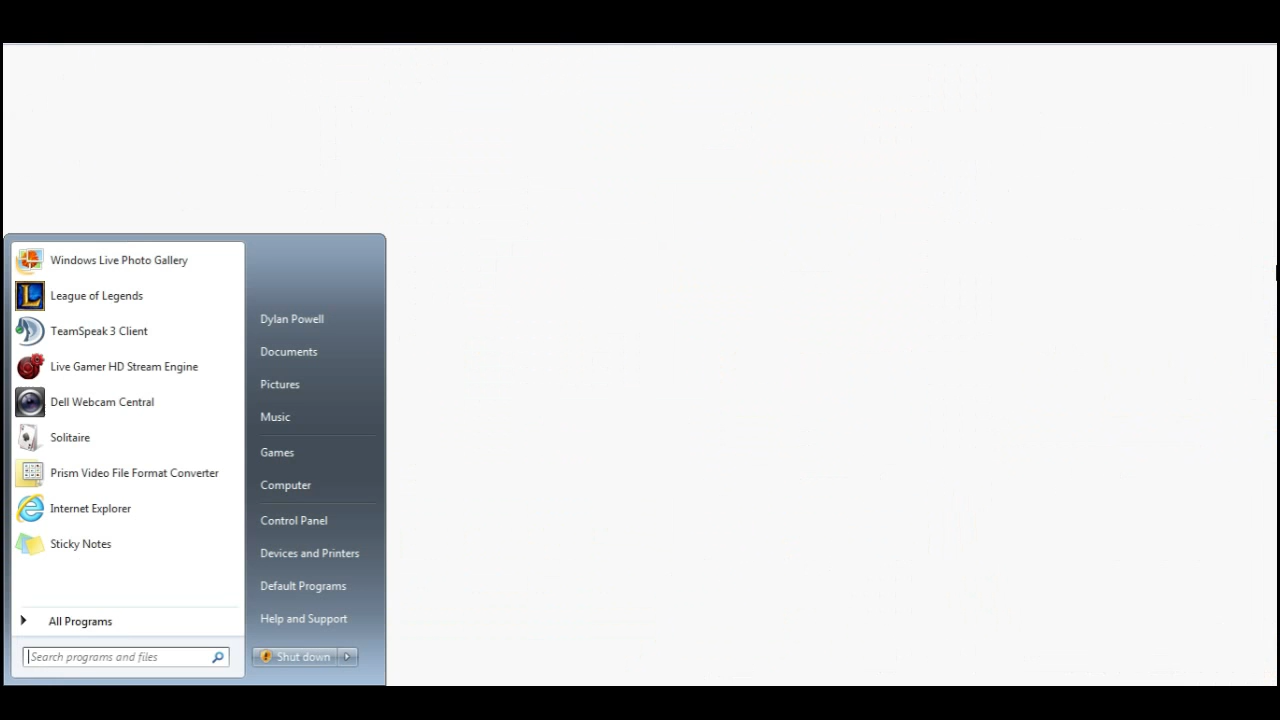 Windows Live Photo Gallery
League of Legends
TeamSpeak 3 Client
Live Gamer HD Stream Engine
Dell Webcam Central
Solitaire
Prism Video File Format Converter
Internet Explorer
Sticky Notes
All Programs
Search programs and files
Dylan Powell
Documents
Pictures
Music
Games
Computer
Control Panel
Devices and Printers
Default Programs
Help and Support
Shut down